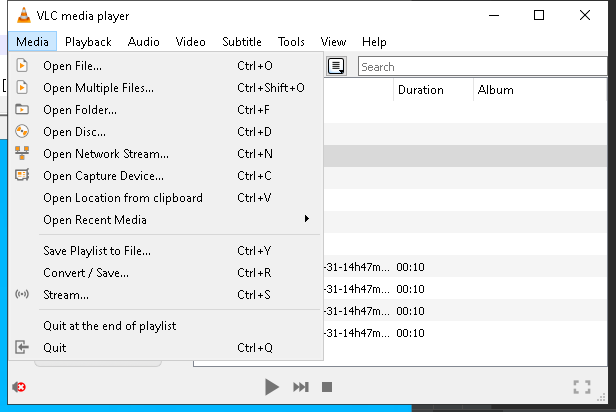 VLC media player
Media Playback Audio Video Subtitle Tools View Help
Open File... Ctrl+O
Open Multiple Files... Ctrl+Shift+O
Open Folder... Ctrl+F
Open Disc... Ctrl+D
Open Network Stream... Ctrl+N
Open Capture Device... Ctrl+C
Open Location from clipboard Ctrl+V
Open Recent Media
Save Playlist to File... Ctrl+Y
Convert / Save... Ctrl+R
Stream... Ctrl+S
Quit at the end of playlist
Quit Ctrl+Q
Search
Duration Album
-31-14h47m... 00:10
-31-14h47m... 00:10
-31-14h47m... 00:10
-31-14h47m... 00:10